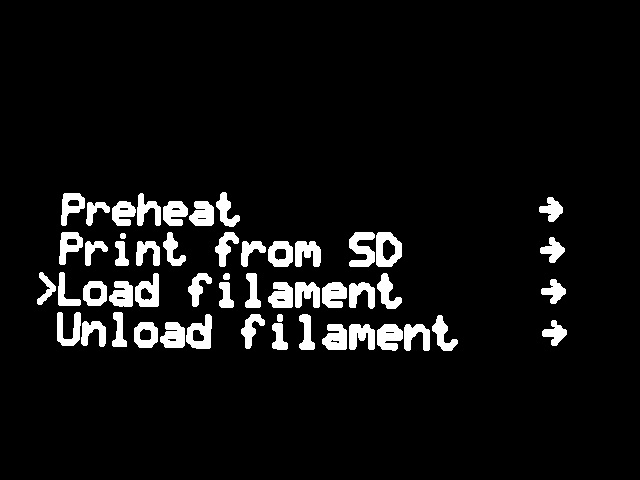 Preheat →
Print from SD →
>Load filament →
Unload filament →